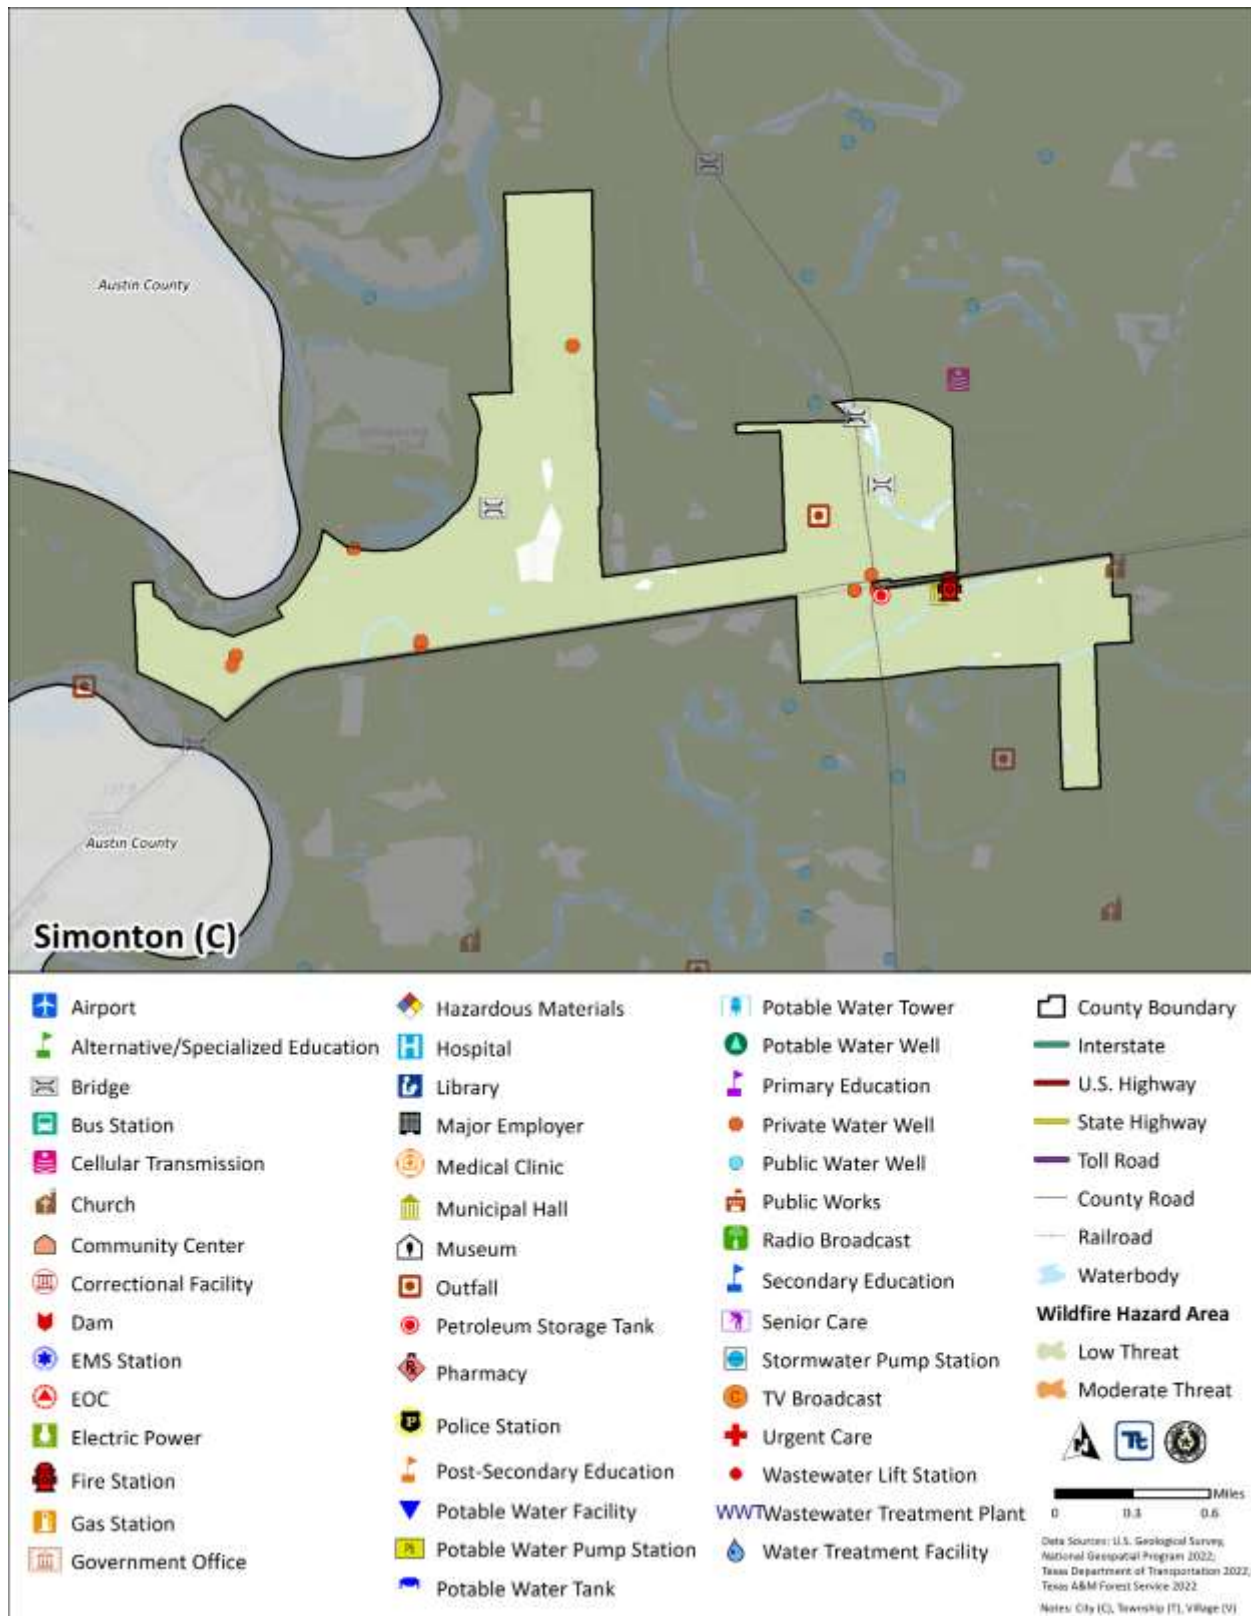 Austin County
Austin County
Simonton (C)
Airport
Alternative/Specialized Education
Bridge
Bus Station
Cellular Transmission
Church
Community Center
Correctional Facility
Dam
EMS Station
EOC
Electric Power
Fire Station
Gas Station
Government Office
Hazardous Materials
Hospital
Library
Major Employer
Medical Clinic
Municipal Hall
Museum
Outfall
Petroleum Storage Tank
Pharmacy
Police Station
Post-Secondary Education
Potable Water Facility
Potable Water Pump Station
Potable Water Tank
Potable Water Tower
Potable Water Well
Primary Education
Private Water Well
Public Water Well
Public Works
Radio Broadcast
Secondary Education
Senior Care
Stormwater Pump Station
TV Broadcast
Urgent Care
Wastewater Lift Station
WWT Wastewater Treatment Plant
Water Treatment Facility
County Boundary
Interstate
U.S. Highway
State Highway
Toll Road
County Road
Railroad
Waterbody
Wildfire Hazard Area
Low Threat
Moderate Threat
Miles
0 0.3 0.6
Data Sources: U.S. Geological Survey,
National Geospatial Program 2022;
Texas Department of Transportation 2022;
Texas A&M Forest Service 2022
Notes: City (C), Township (T), Village (V)